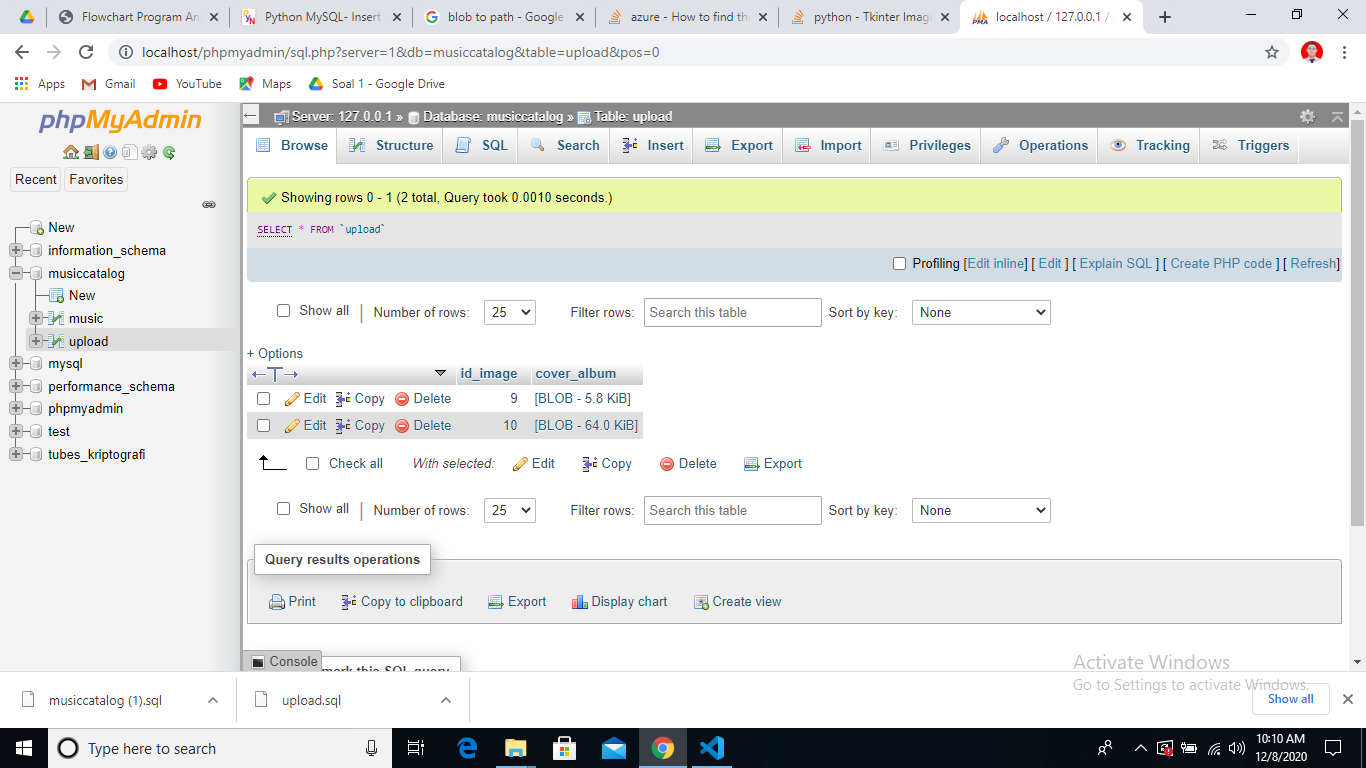 Flowchart Program An
Python MySQL- Insert
blob to path - Google
azure - How to find th
python - Tkinter Imag
localhost / 127.0.0.1 /
localhost/phpmyadmin/sql.php?server=1&db=musiccatalog&table=upload&pos=0
Apps Gmail YouTube Maps Soal 1 - Google Drive
phpMyAdmin
Recent Favorites
New
information_schema
musiccatalog
New
music
upload
mysql
performance_schema
phpmyadmin
test
tubes_kriptografi
Server: 127.0.0.1 » Database: musiccatalog » Table: upload
Browse Structure SQL Search Insert Export Import Privileges Operations Tracking Triggers
Showing rows 0 - 1 (2 total, Query took 0.0010 seconds.)
SELECT * FROM `upload`
Profiling [Edit inline] [ Edit ] [ Explain SQL ] [ Create PHP code ] [ Refresh]
Show all | Number of rows: 25 Filter rows: Search this table Sort by key: None
+ Options
←T→ id_image cover_album
Edit Copy Delete 9 [BLOB - 5.8 KiB]
Edit Copy Delete 10 [BLOB - 64.0 KiB]
Check all With selected: Edit Copy Delete Export
Show all | Number of rows: 25 Filter rows: Search this table Sort by key: None
Query results operations
Print Copy to clipboard Export Display chart Create view
Console
mark this SQL query
Activate Windows
Go to Settings to activate Windows.
musiccatalog (1).sql
upload.sql
Show all
Type here to search
10:10 AM
12/8/2020